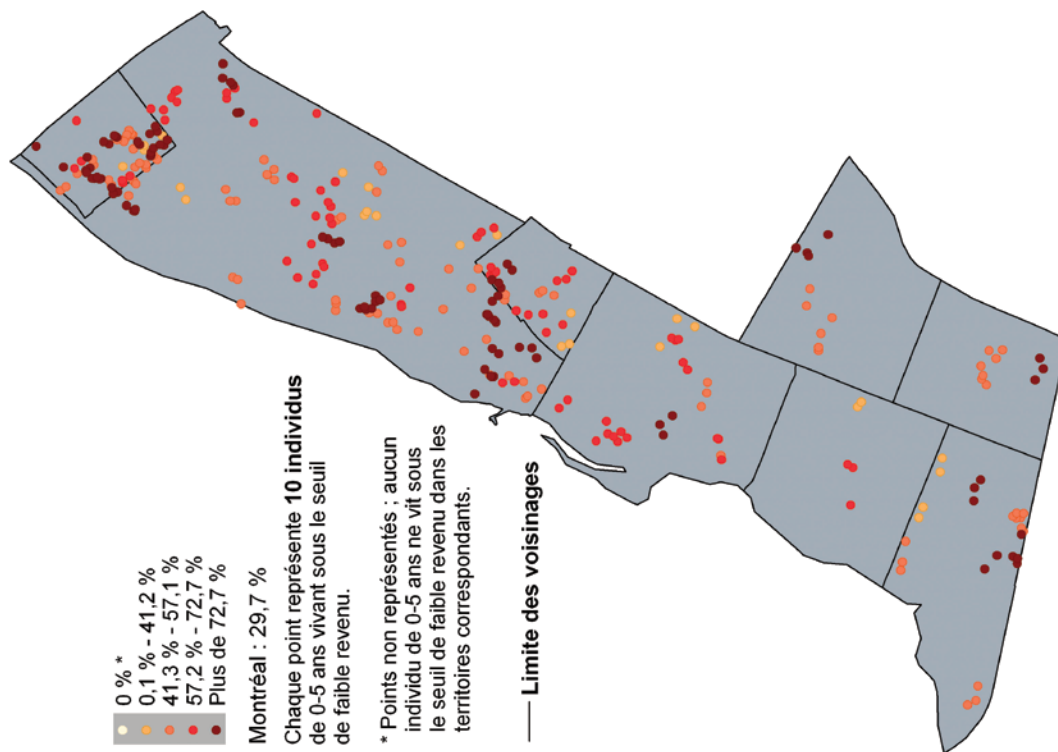 0 % *
0,1 % - 41,2 %
41,3 % - 57,1 %
57,2 % - 72,7 %
Plus de 72,7 %
Montréal : 29,7 %
Chaque point représente 10 individus
de 0-5 ans vivant sous le seuil
de faible revenu.
* Points non représentés ; aucun
individu de 0-5 ans ne vit sous
le seuil de faible revenu dans les
territoires correspondants.
Limite des voisinages